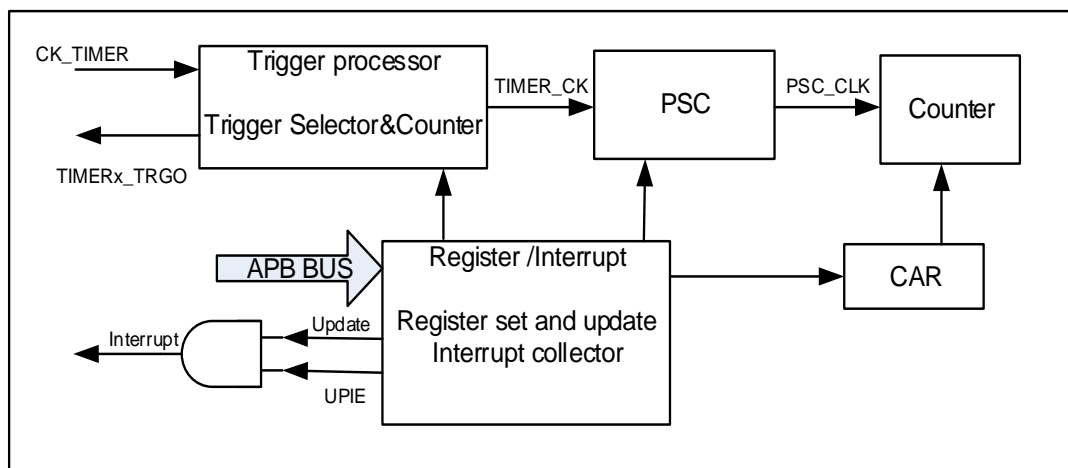 CK_TIMER
TIMERx_TRGO
Trigger processor
Trigger Selector&Counter
TIMER_CK
PSC
PSC_CLK
Counter
APB BUS
Register /Interrupt
Register set and update
Interrupt collector
CAR
Interrupt
Update
UPIE